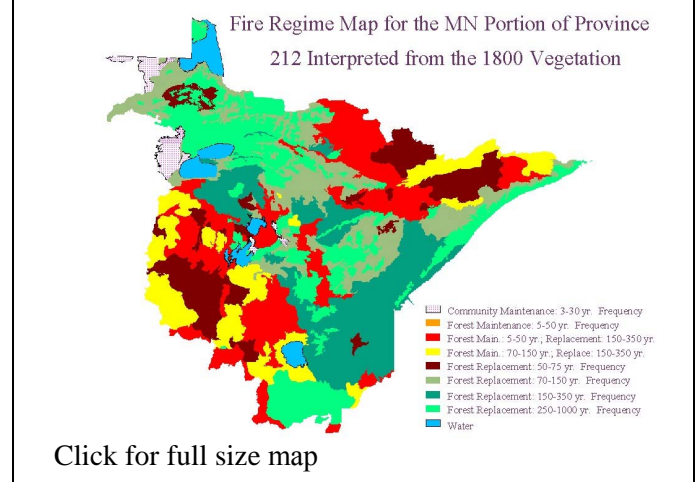 Fire Regime Map for the MN Portion of Province
212 Interpreted from the 1800 Vegetation
Community Maintenance: 3-30 yr. Frequency
Forest Maintenance: 5-50 yr. Frequency
Forest Main.: 5-50 yr.; Replacement: 150-350 yr.
Forest Main.: 70-150 yr.; Replace: 150-350 yr.
Forest Replacement: 50-75 yr. Frequency
Forest Replacement: 70-150 yr. Frequency
Forest Replacement: 150-350 yr. Frequency
Forest Replacement: 250-1000 yr. Frequency
Water
Click for full size map